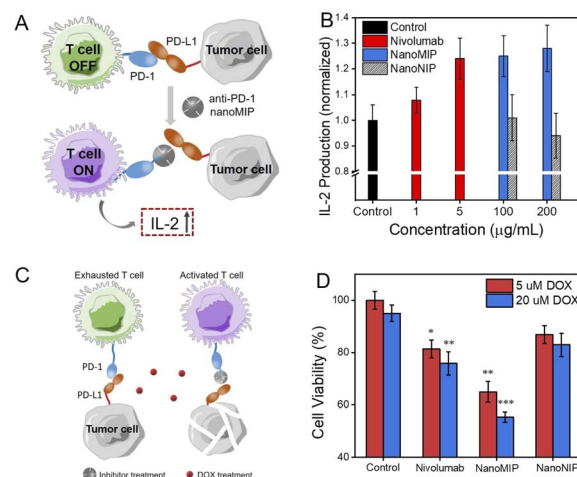 A
T cell
OFF
PD-1
PD-L1
Tumor cell
anti-PD-1
nanoMIP
T cell
ON
Tumor cell
IL-2
B
IL-2 Production (normalized)
1.4
1.3
1.2
1.1
1.0
0.9
0.8
Control
Nivolumab
NanoMIP
NanoNIP
Control
1
5
100
200
Concentration (μg/mL)
C
Exhausted T cell
Activated T cell
PD-1
PD-L1
Tumor cell
Inhibitor treatment
DOX treatment
D
Cell Viability (%)
100
80
60
40
5 uM DOX
20 uM DOX
*
**
**
***
Control
Nivolumab
NanoMIP
NanoNIP